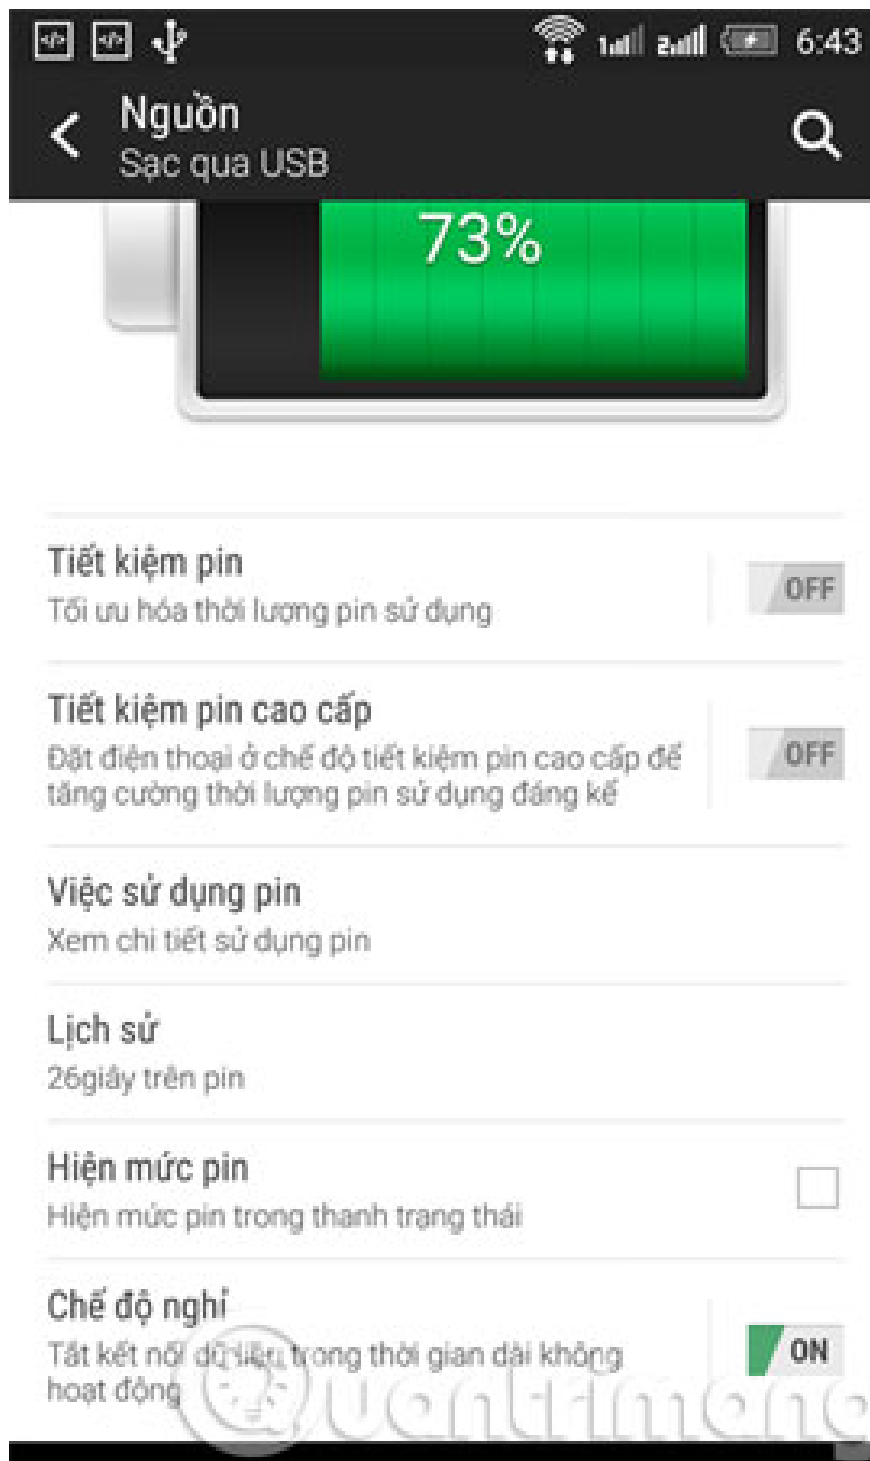 6:43
Nguồn
Sạc qua USB
73%
Tiết kiệm pin
Tối ưu hóa thời lượng pin sử dụng
OFF
Tiết kiệm pin cao cấp
Đặt điện thoại ở chế độ tiết kiệm pin cao cấp để
tăng cường thời lượng pin sử dụng đáng kể
OFF
Việc sử dụng pin
Xem chi tiết sử dụng pin
Lịch sử
26giây trên pin
Hiện mức pin
Hiện mức pin trong thanh trạng thái
Chế độ nghỉ
Tắt kết nối dữ liệu trong thời gian dài không
hoạt động
ON
Quantrimang